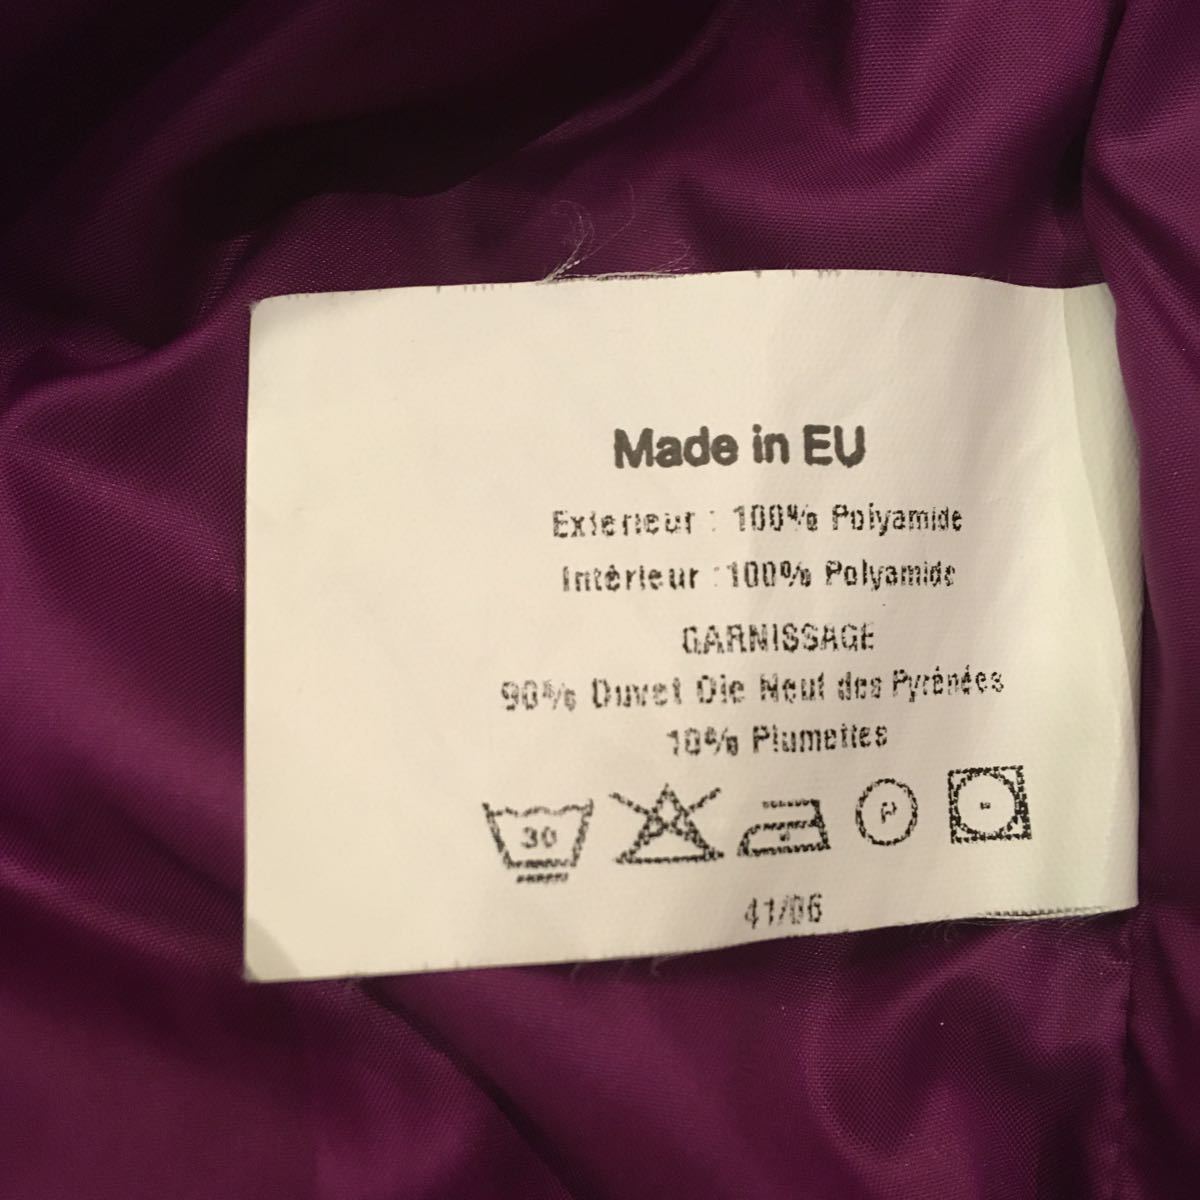 Made in EU
Exterieur : 100% Polyamide
Intérieur : 100% Polyamide
GARNISSAGE
90% Duvet Oie Neuf des Pyrénées
10% Plumettes
30 P
41/06